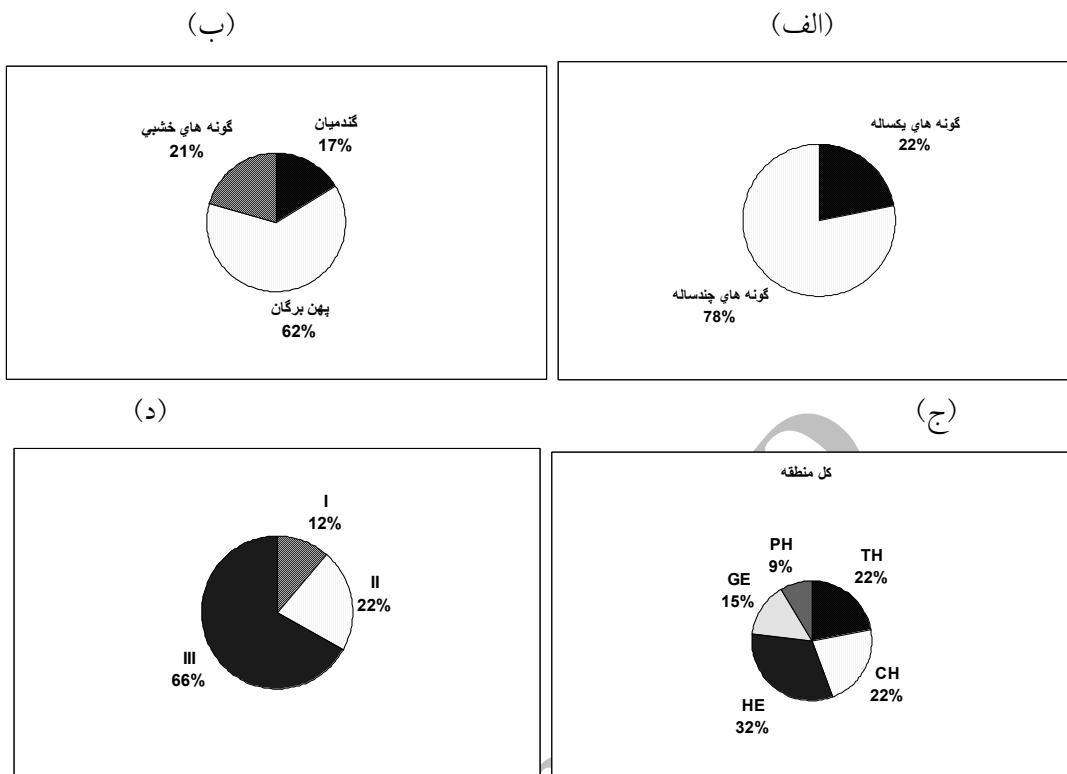 (الف)
گونه هاي يكساله
22%
گونه هاي چندساله
78%
(ب)
گندميان
17%
گونه هاي خشبي
21%
پهن برگان
62%
(ج)
كل منطقه
PH
9%
TH
22%
GE
15%
CH
22%
HE
32%
(د)
I
12%
II
22%
III
66%